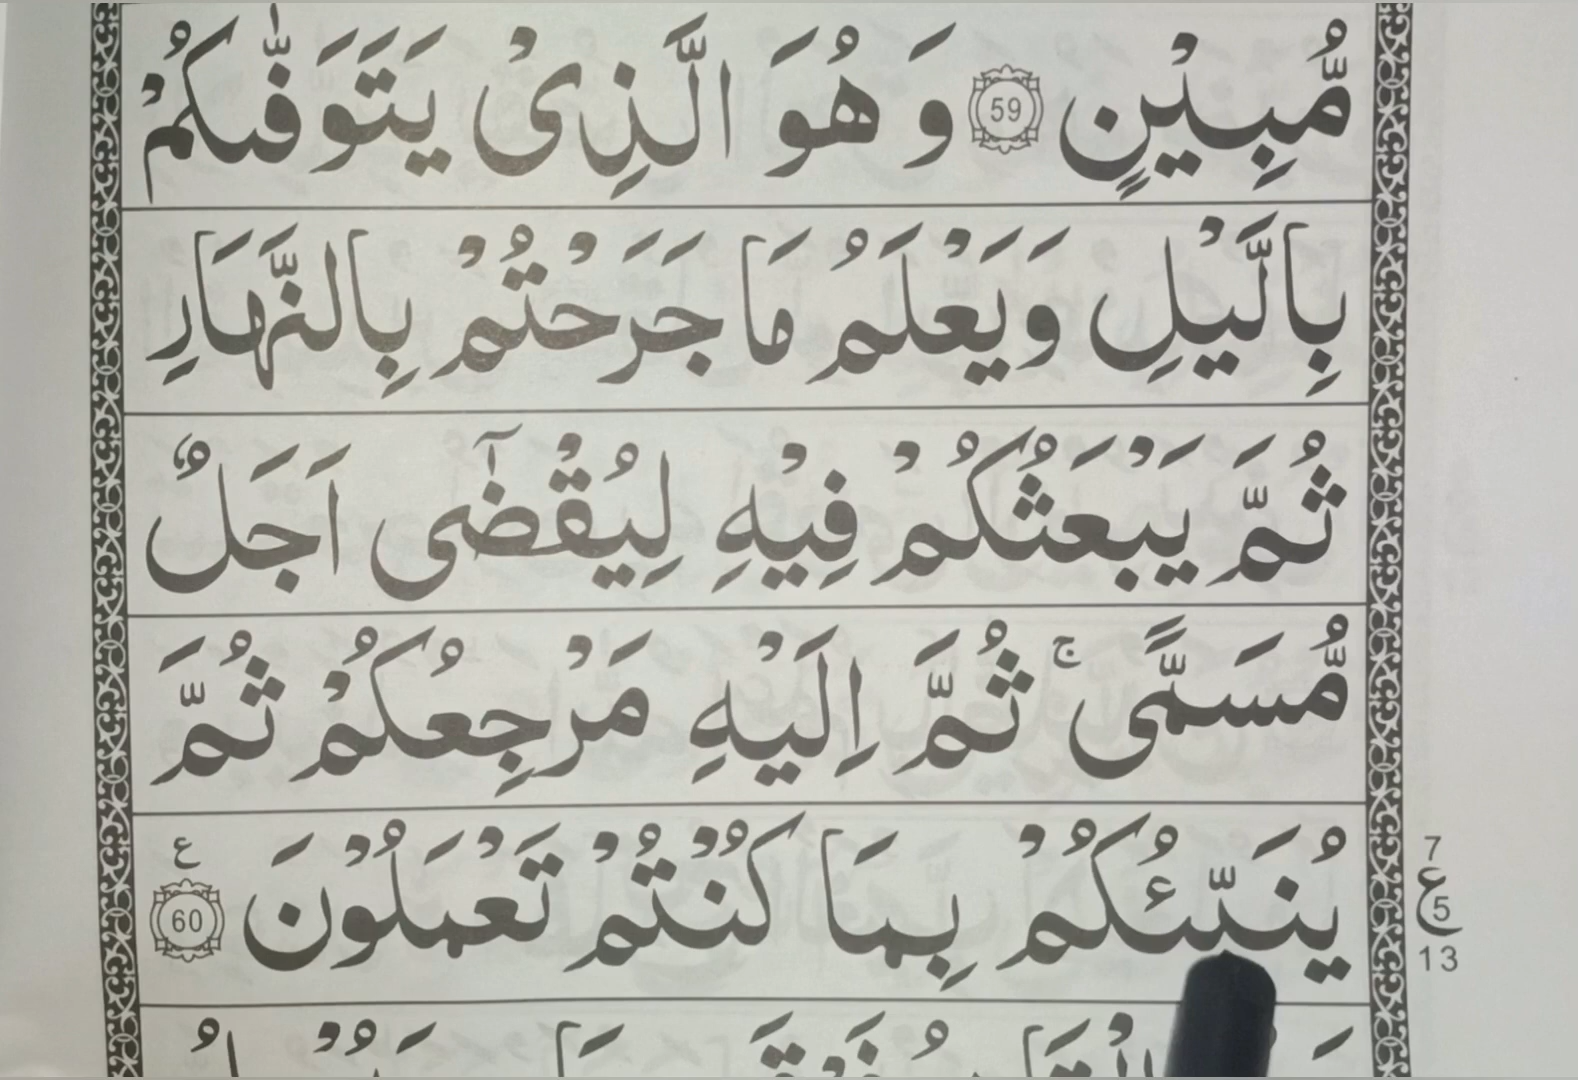 مُّبِيْنٍ ﴿59﴾ وَ هُوَ الَّذِیْ يَتَوَفّٰىكُمْ
بِالَّيْلِ وَيَعْلَمُ مَا جَرَحْتُمْ بِالنَّهَارِ
ثُمَّ يَبْعَثُكُمْ فِيْهِ لِيُقْضٰٓى اَجَلٌ
مُّسَمًّى ۚ ثُمَّ اِلَيْهِ مَرْجِعُكُمْ ثُمَّ
يُنَبِّئُكُمْ بِمَا كُنْتُمْ تَعْمَلُوْنَ ﴿60﴾ ع
7
ع
5
13